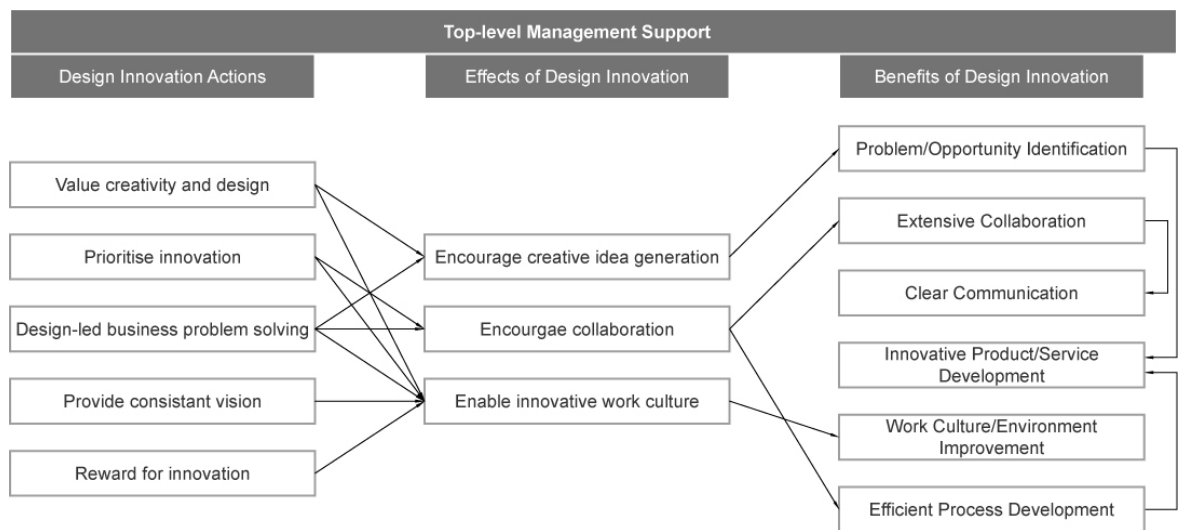 Top-level Management Support
Design Innovation Actions
Effects of Design Innovation
Benefits of Design Innovation
Value creativity and design
Prioritise innovation
Design-led business problem solving
Provide consistant vision
Reward for innovation
Encourage creative idea generation
Encourgae collaboration
Enable innovative work culture
Problem/Opportunity Identification
Extensive Collaboration
Clear Communication
Innovative Product/Service
Development
Work Culture/Environment
Improvement
Efficient Process Development